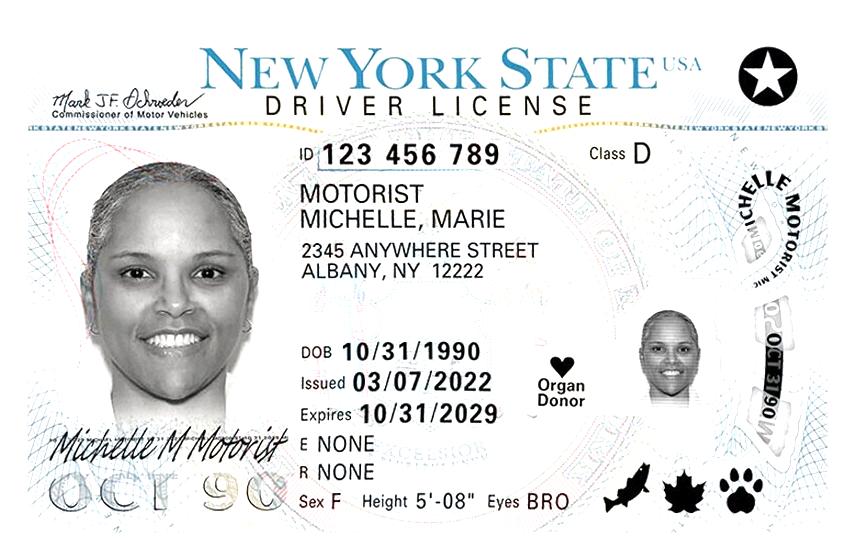 NEW YORK STATE USA
Mark J.F. Schroeder
Commissioner of Motor Vehicles
DRIVER LICENSE
ID 123 456 789
Class D
MOTORIST
MICHELLE, MARIE
2345 ANYWHERE STREET
ALBANY, NY 12222
MICHELLE MOTORIST MIC
DOB 10/31/1990
Issued 03/07/2022
Expires 10/31/2029
Organ
Donor
OCT 31/90
E NONE
R NONE
EXCELSIOR
Michelle M Motorist
OCT 90
Sex F Height 5'-08" Eyes BRO